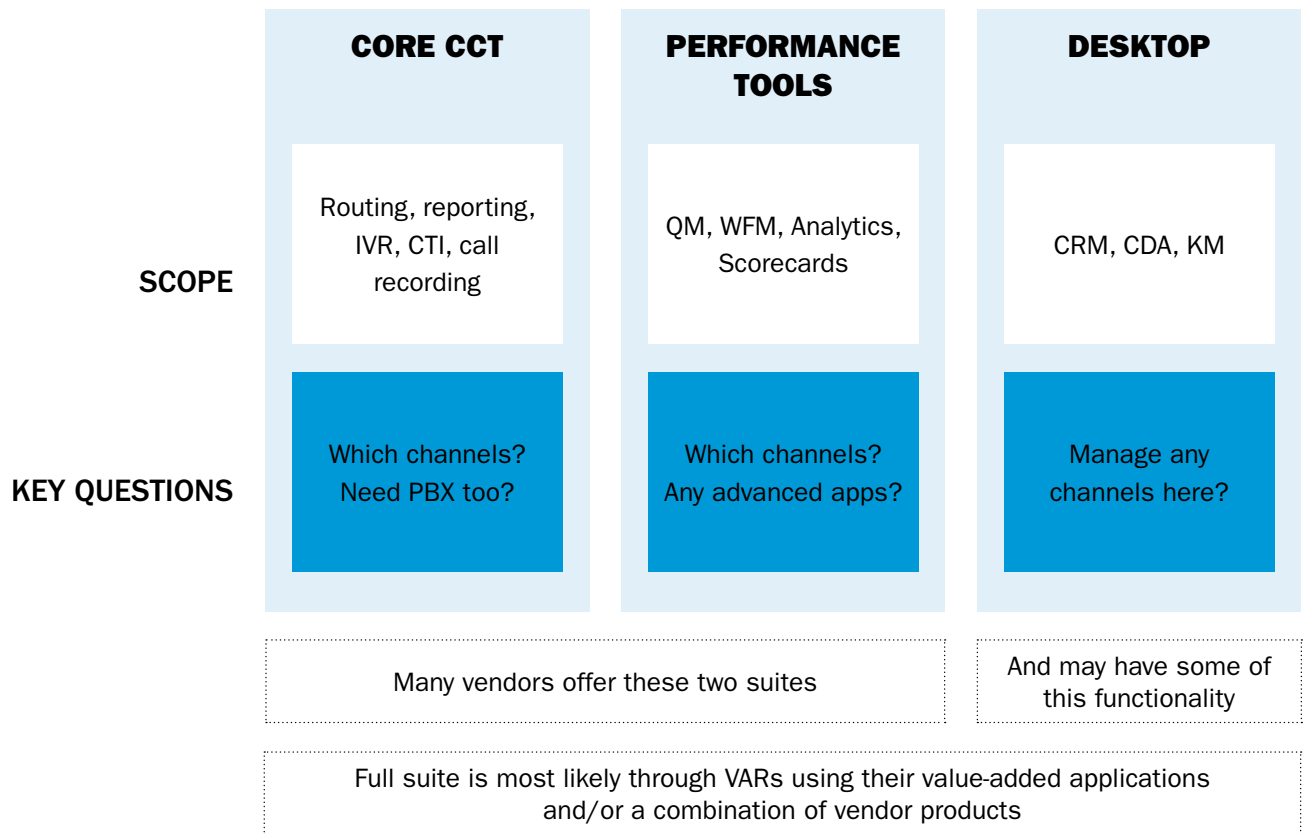 CORE CCT
PERFORMANCE
TOOLS
DESKTOP
SCOPE
Routing, reporting,
IVR, CTI, call
recording
QM, WFM, Analytics,
Scorecards
CRM, CDA, KM
KEY QUESTIONS
Which channels?
Need PBX too?
Which channels?
Any advanced apps?
Manage any
channels here?
Many vendors offer these two suites
And may have some of
this functionality
Full suite is most likely through VARs using their value-added applications
and/or a combination of vendor products